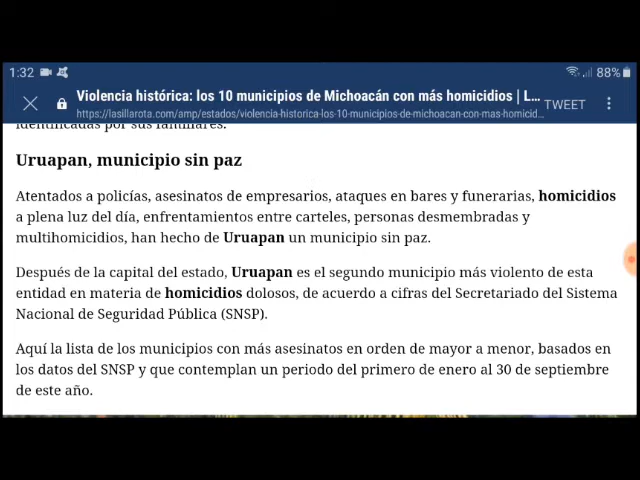 1:32 88%
Violencia histórica: los 10 municipios de Michoacán con más homicidios | L...
https://lasillarota.com/amp/estados/violencia-historica-los-10-municipios-de-michoacan-con-mas-homicid...
TWEET
identificadas por sus familiares.
Uruapan, municipio sin paz
Atentados a policías, asesinatos de empresarios, ataques en bares y funerarias, homicidios
a plena luz del día, enfrentamientos entre carteles, personas desmembradas y
multihomicidios, han hecho de Uruapan un municipio sin paz.
Después de la capital del estado, Uruapan es el segundo municipio más violento de esta
entidad en materia de homicidios dolosos, de acuerdo a cifras del Secretariado del Sistema
Nacional de Seguridad Pública (SNSP).
Aquí la lista de los municipios con más asesinatos en orden de mayor a menor, basados en
los datos del SNSP y que contemplan un periodo del primero de enero al 30 de septiembre
de este año.